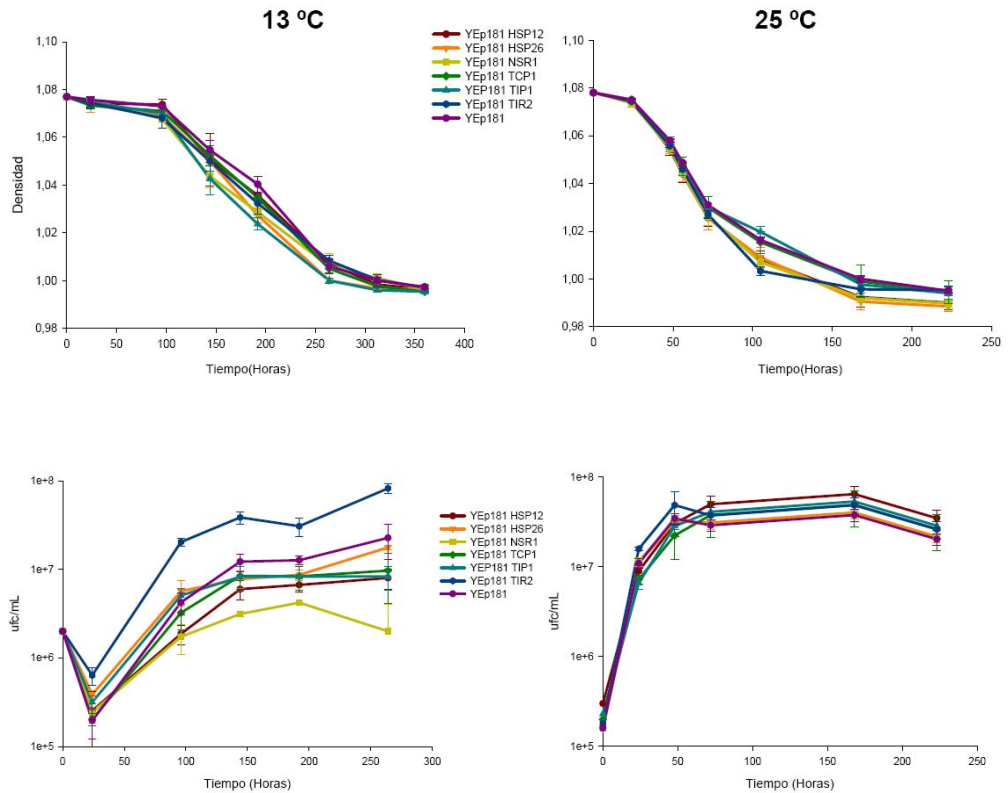 13 ºC
25 ºC
YEp181 HSP12
YEp181 HSP26
YEp181 NSR1
YEp181 TCP1
YEP181 TIP1
YEp181 TIR2
YEp181
1,10
1,08
1,06
1,04
1,02
1,00
0,98
Densidad
0 50 100 150 200 250 300 350 400
Tiempo(Horas)
1,10
1,08
1,06
1,04
1,02
1,00
0,98
0 50 100 150 200 250
Tiempo(Horas)
1e+8
1e+7
1e+6
1e+5
ufc/mL
0 50 100 150 200 250 300
Tiempo (Horas)
YEp181 HSP12
YEp181 HSP26
YEp181 NSR1
YEp181 TCP1
YEP181 TIP1
YEp181 TIR2
YEp181
1e+8
1e+7
1e+6
1e+5
ufc/mL
0 50 100 150 200 250
Tiempo (Horas)